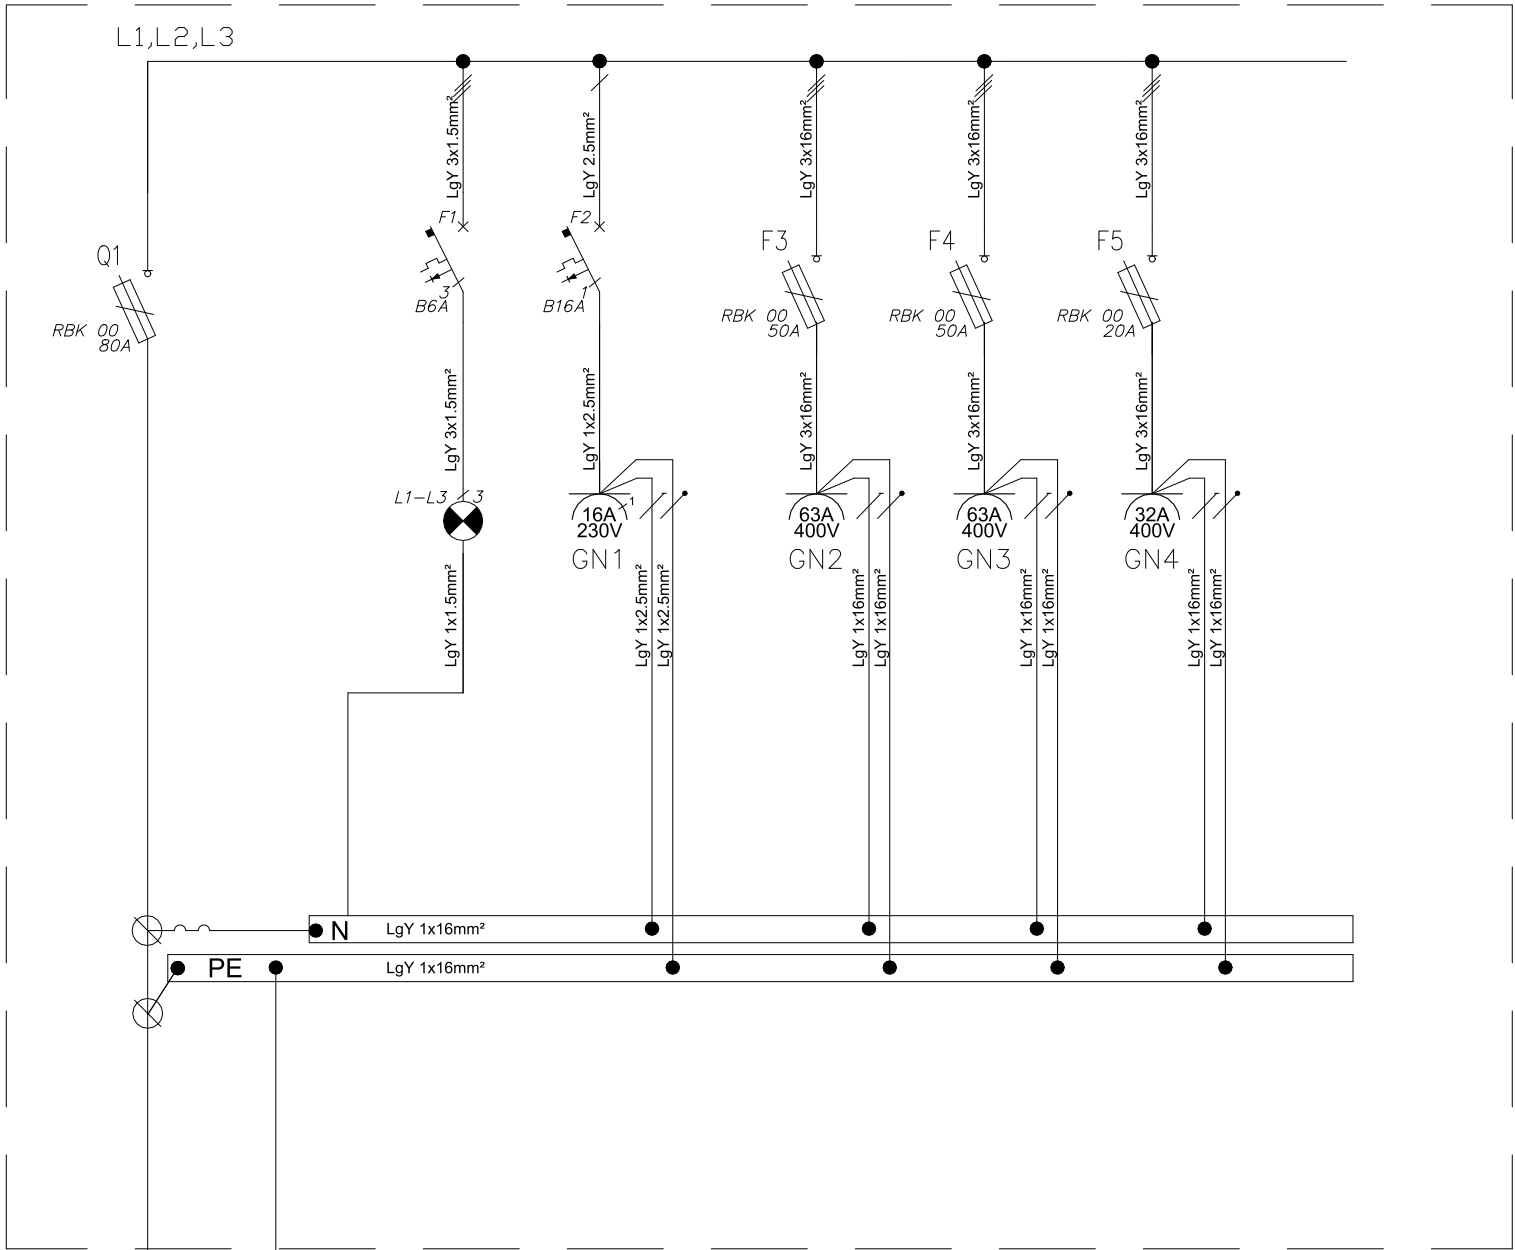 L1,L2,L3
LgY 3x1.5mm²
LgY 2.5mm²
LgY 3x16mm²
LgY 3x16mm²
LgY 3x16mm²
F1
F2
Q1
F3
F4
F5
3
B6A
1
B16A
RBK 00
80A
RBK 00
50A
RBK 00
50A
RBK 00
20A
LgY 3x1.5mm²
LgY 1x2.5mm²
LgY 3x16mm²
LgY 3x16mm²
LgY 3x16mm²
L1-L3
3
16A
230V
1
GN1
63A
400V
GN2
63A
400V
GN3
32A
400V
GN4
LgY 1x1.5mm²
LgY 1x2.5mm²
LgY 1x2.5mm²
LgY 1x16mm²
LgY 1x16mm²
LgY 1x16mm²
LgY 1x16mm²
LgY 1x16mm²
LgY 1x16mm²
N
LgY 1x16mm²
PE
LgY 1x16mm²